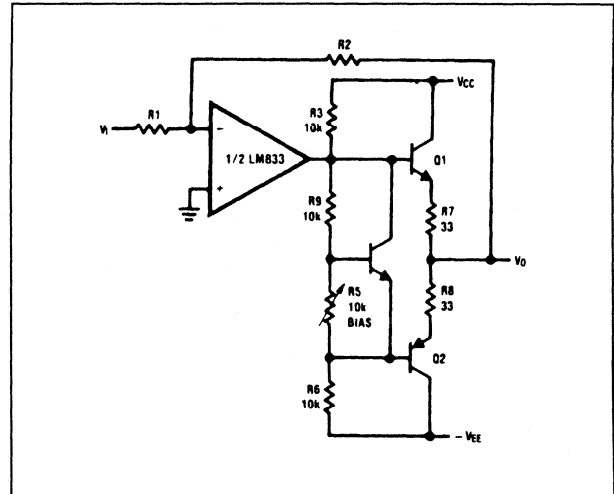 R2
VCC
R1
R3
10k
VI
−
1/2 LM833
+
Q1
R9
10k
R7
33
VO
R5
10k
BIAS
R8
33
Q2
R6
10k
− VEE